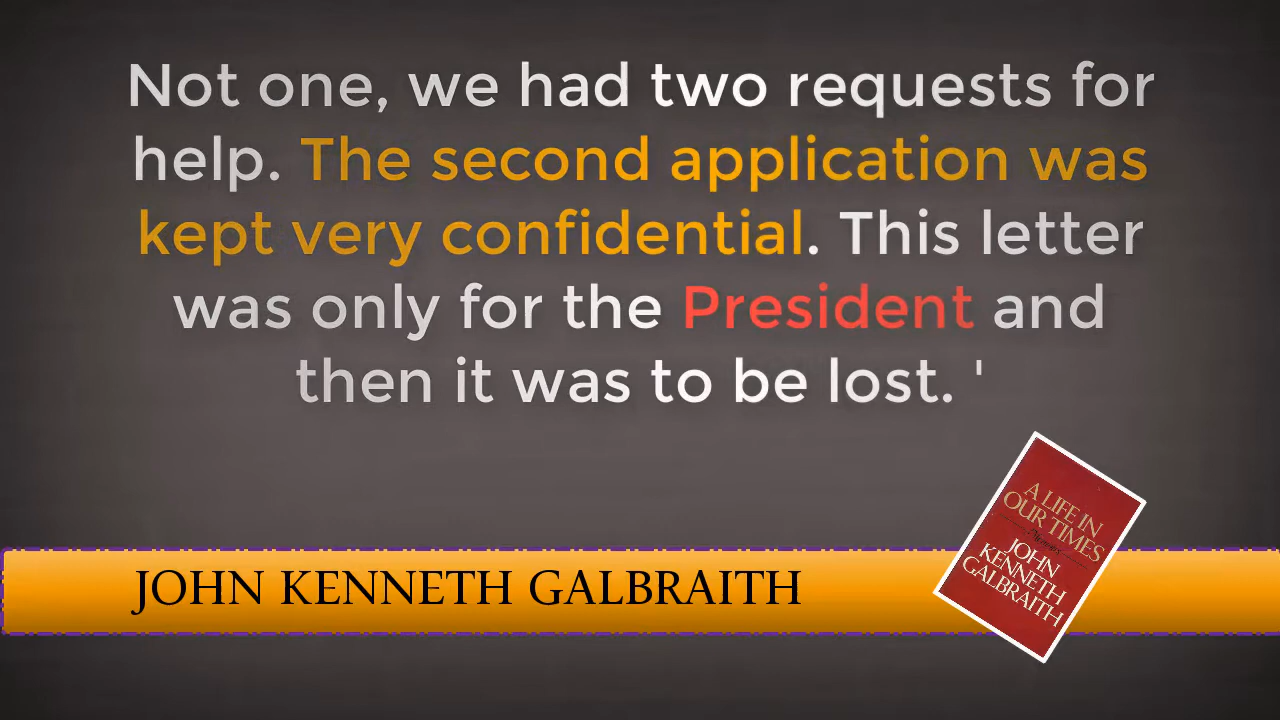 Not one, we had two requests for
help. The second application was
kept very confidential. This letter
was only for the President and
then it was to be lost. '
A LIFE IN
OUR TIMES
Memoirs
JOHN
KENNETH
GALBRAITH
JOHN KENNETH GALBRAITH